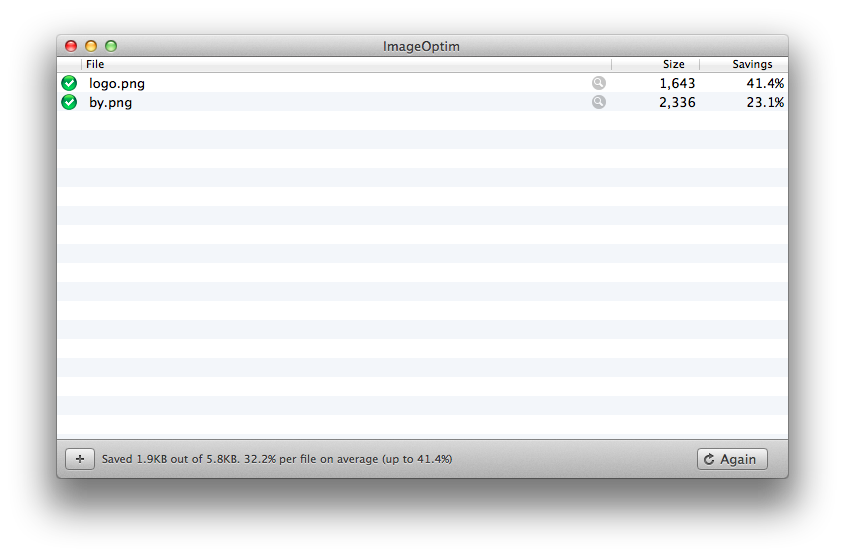 ImageOptim
File Size Savings
logo.png 1,643 41.4%
by.png 2,336 23.1%
Saved 1.9KB out of 5.8KB. 32.2% per file on average (up to 41.4%) Again